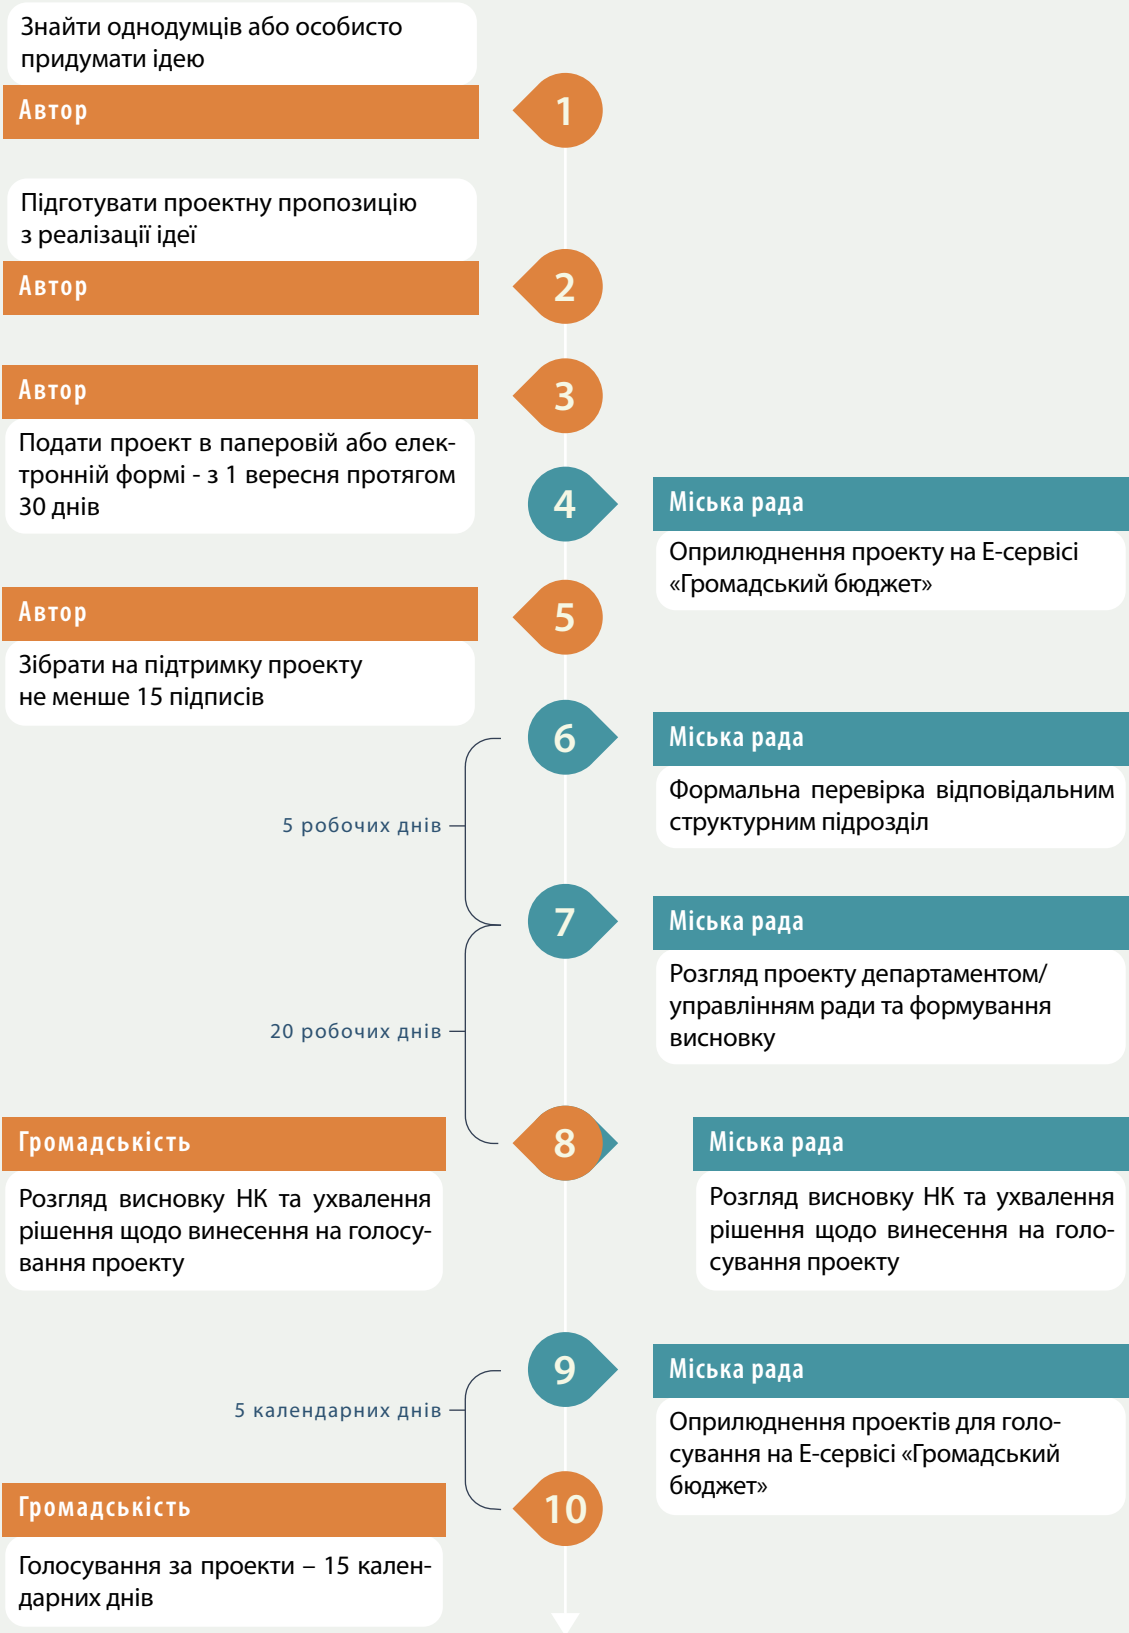 Знайти однодумців або особисто
придумати ідею
Автор
1
Підготувати проектну пропозицію
з реалізації ідеї
Автор
2
Автор
3
Подати проект в паперовій або елек-
тронній формі - з 1 вересня протягом
30 днів
4
Міська рада
Оприлюднення проекту на Е-сервісі
«Громадський бюджет»
Автор
5
Зібрати на підтримку проекту
не менше 15 підписів
6
Міська рада
Формальна перевірка відповідальним
структурним підрозділ
5 робочих днів
7
Міська рада
Розгляд проекту департаментом/
управлінням ради та формування
висновку
20 робочих днів
Громадськість
8
Міська рада
Розгляд висновку НК та ухвалення
рішення щодо винесення на голосу-
вання проекту
Розгляд висновку НК та ухвалення
рішення щодо винесення на голо-
сування проекту
9
Міська рада
Оприлюднення проектів для голо-
сування на Е-сервісі «Громадський
бюджет»
5 календарних днів
Громадськість
10
Голосування за проекти – 15 кален-
дарних днів